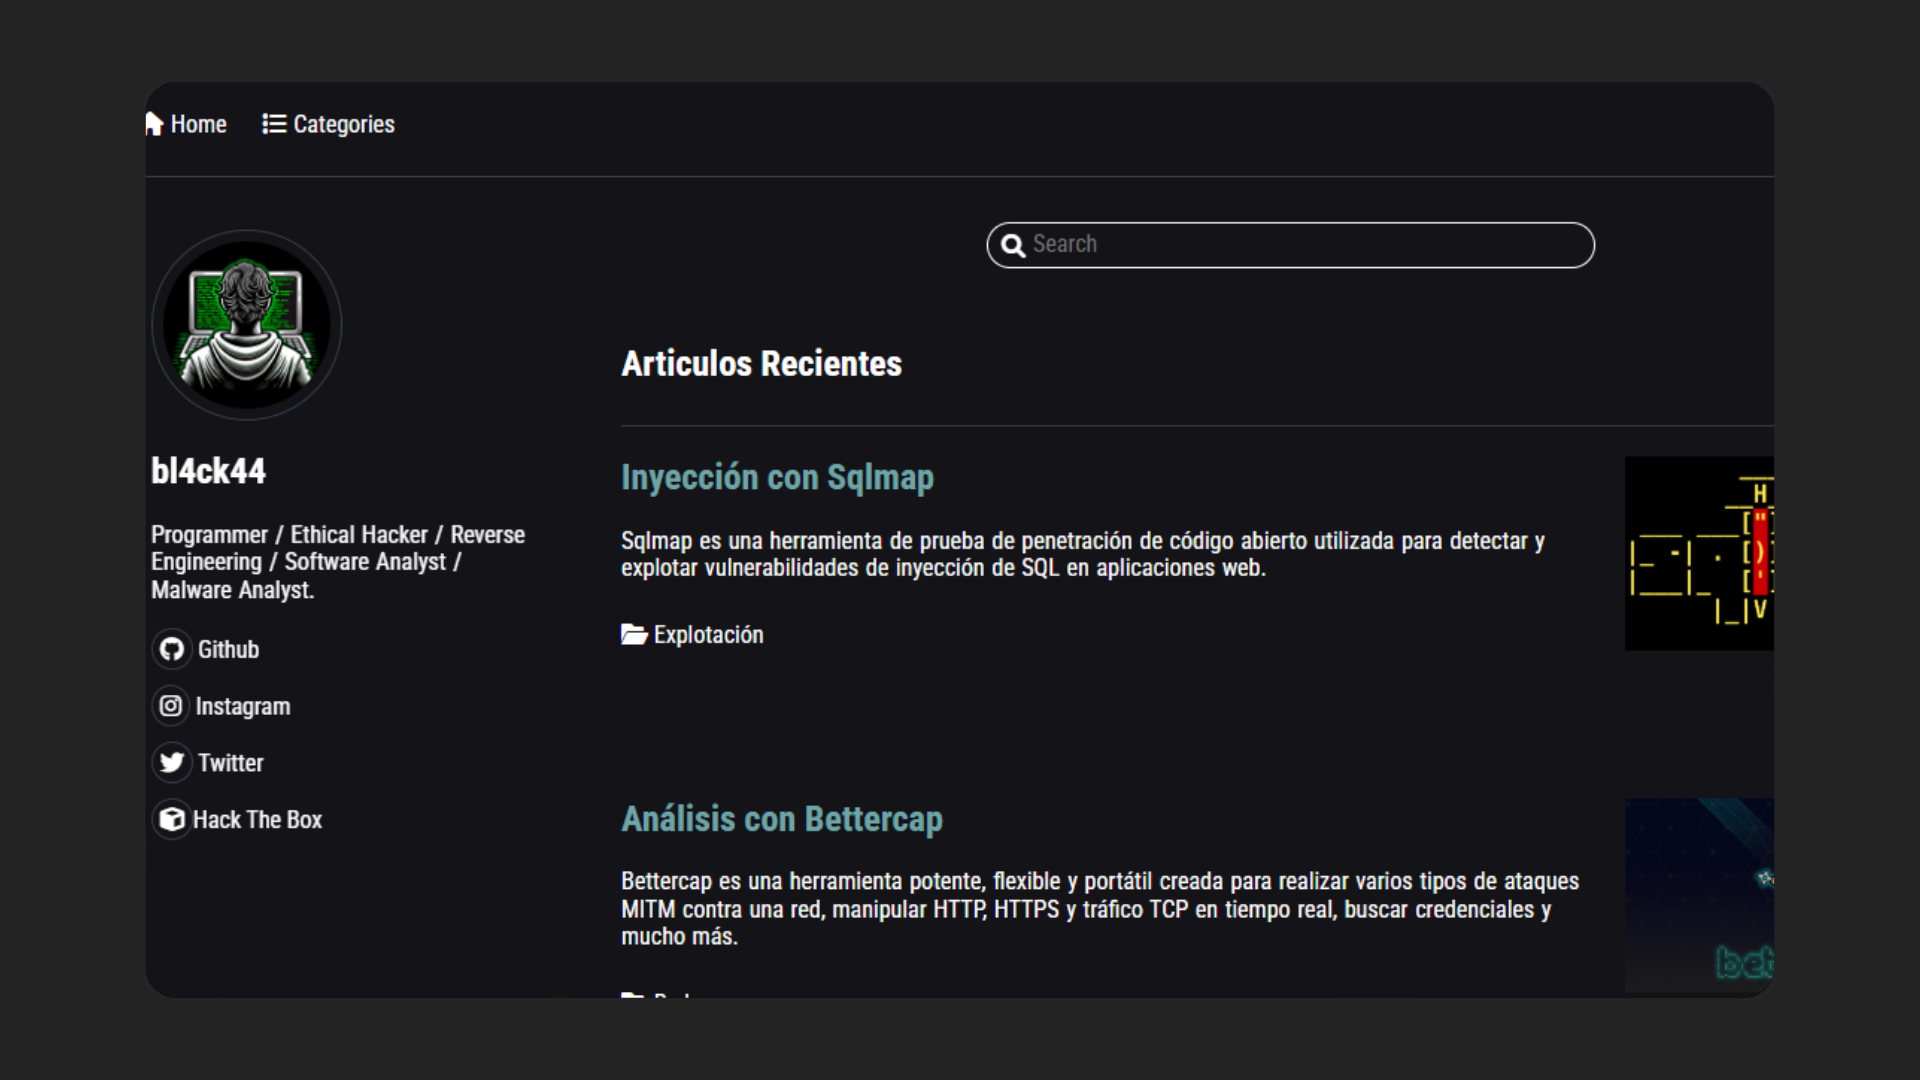 Home
Categories
Search
bl4ck44
Programmer / Ethical Hacker / Reverse
Engineering / Software Analyst /
Malware Analyst.
Github
Instagram
Twitter
Hack The Box
Articulos Recientes
Inyección con Sqlmap
Sqlmap es una herramienta de prueba de penetración de código abierto utilizada para detectar y
explotar vulnerabilidades de inyección de SQL en aplicaciones web.
Explotación
Análisis con Bettercap
Bettercap es una herramienta potente, flexible y portátil creada para realizar varios tipos de ataques
MITM contra una red, manipular HTTP, HTTPS y tráfico TCP en tiempo real, buscar credenciales y
mucho más.